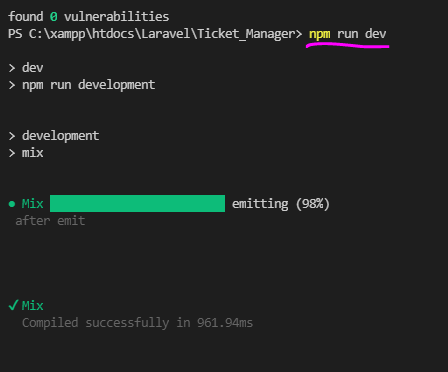 found 0 vulnerabilities
PS C:\xampp\htdocs\Laravel\Ticket_Manager> npm run dev
> dev
> npm run development
> development
> mix
● Mix emitting (98%)
after emit
✔ Mix
Compiled successfully in 961.94ms